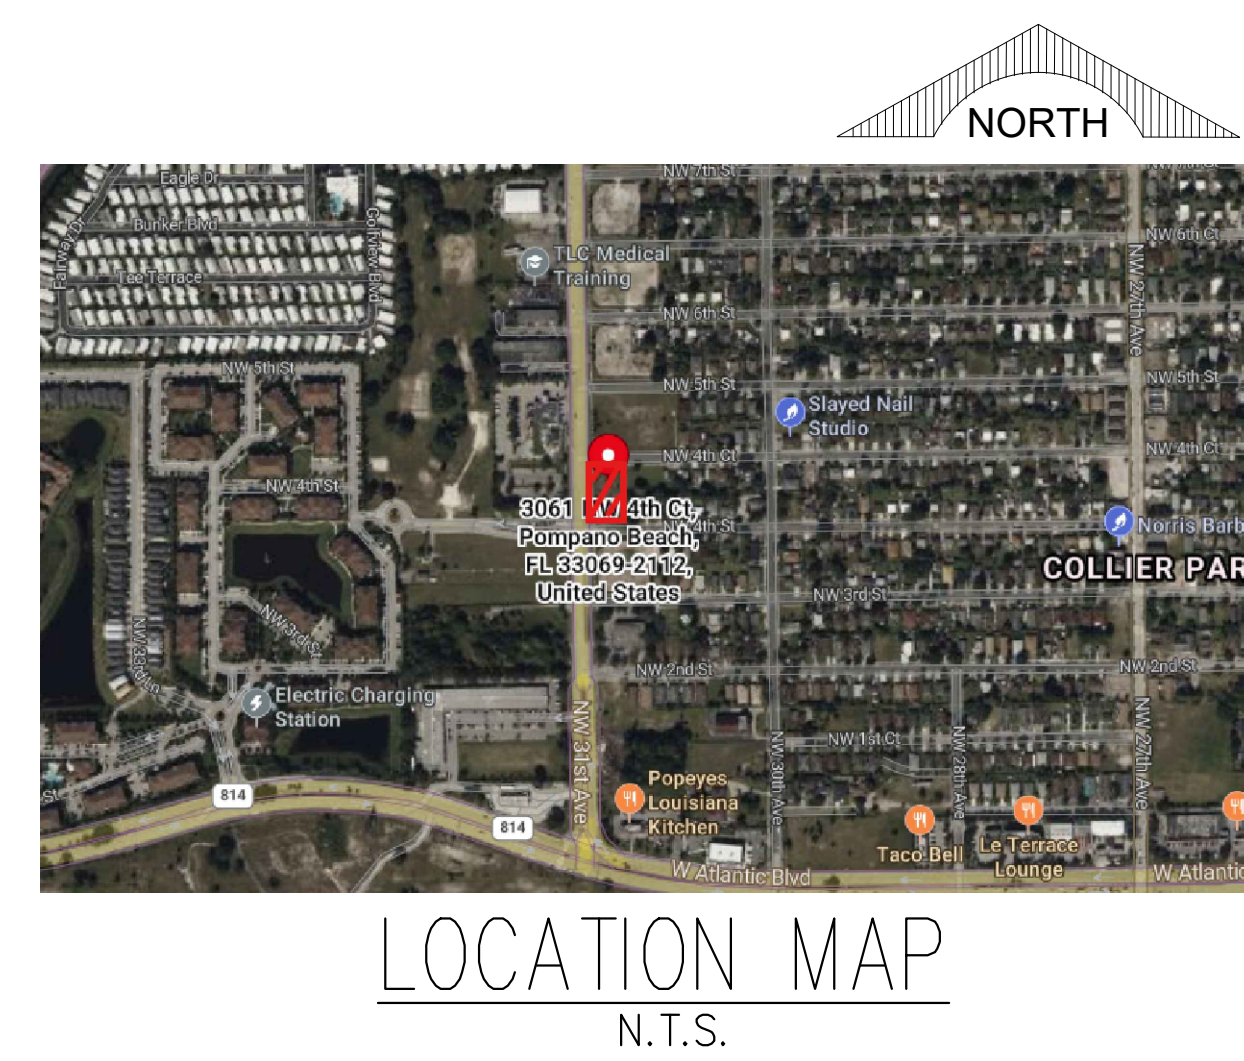 NORTH
NW 7th St
Eagle Dr
Bunker Blvd
Golfview Blvd
Fairway Dr
Tee Terrace
NW 6th Ct
NW 27th Ave
TLC Medical
Training
NW 6th St
NW 5th St
NW 5th St
NW 5th St
Slayed Nail
Studio
NW 4th Ct
NW 4th Ct
NW 4th St
3061 NW 4th Ct,
Pompano Beach,
FL 33069-2112,
United States
NW 4th St
Norris Barb
COLLIER PAR
NW 3rd St
NW 3rd St
NW 33rd Ln
NW 2nd St
NW 2nd St
Electric Charging
Station
NW 31st Ave
NW 30th Ave
NW 1st Ct
NW 28th Ave
NW 27th Ave
St
814
814
Popeyes
Louisiana
Kitchen
Taco Bell
Le Terrace
Lounge
W Atlantic Blvd
W Atlantic
LOCATION MAP
N.T.S.